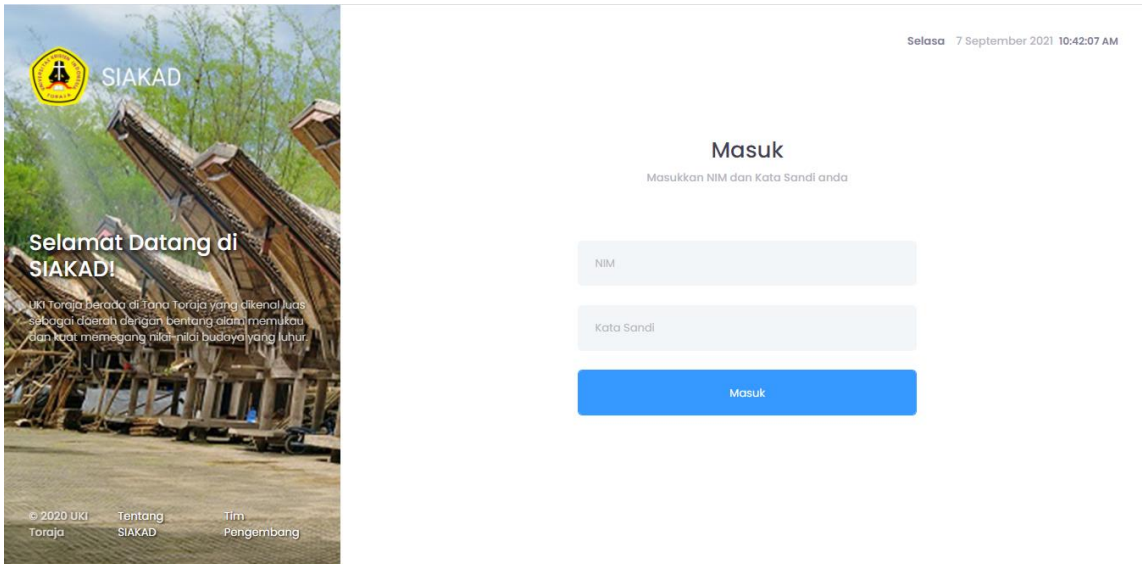 SIAKAD
Selamat Datang di
SIAKAD!
UKI Toraja berada di Tana Toraja yang dikenal luas
sebagai daerah dengan bentang alam memukau
dan kuat memegang nilai-nilai budaya yang luhur.
© 2020 UKI
Toraja
Tentang
SIAKAD
Tim
Pengembang
Selasa 7 September 2021 10:42:07 AM
Masuk
Masukkan NIM dan Kata Sandi anda
NIM
Kata Sandi
Masuk